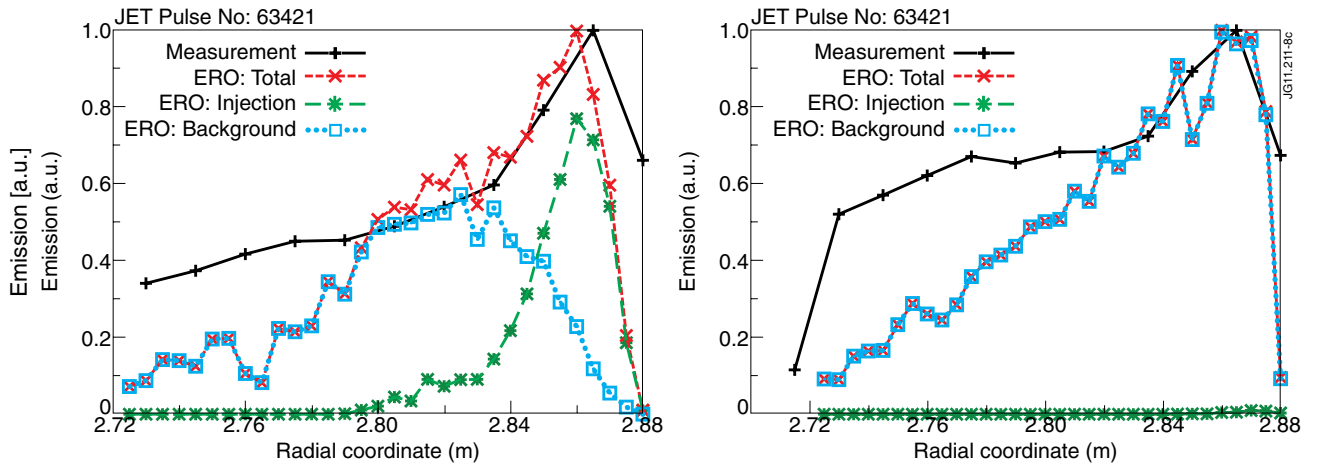 JET Pulse No: 63421
1.0
0.8
0.6
0.4
0.2
0
Measurement
ERO: Total
ERO: Injection
ERO: Background
Emission [a.u.]
Emission (a.u.)
2.72 2.76 2.80 2.84 2.88
Radial coordinate (m)
JET Pulse No: 63421
1.0
0.8
0.6
0.4
0.2
0
Measurement
ERO: Total
ERO: Injection
ERO: Background
Emission (a.u.)
2.72 2.76 2.80 2.84 2.88
Radial coordinate (m)
JG11.211-8c